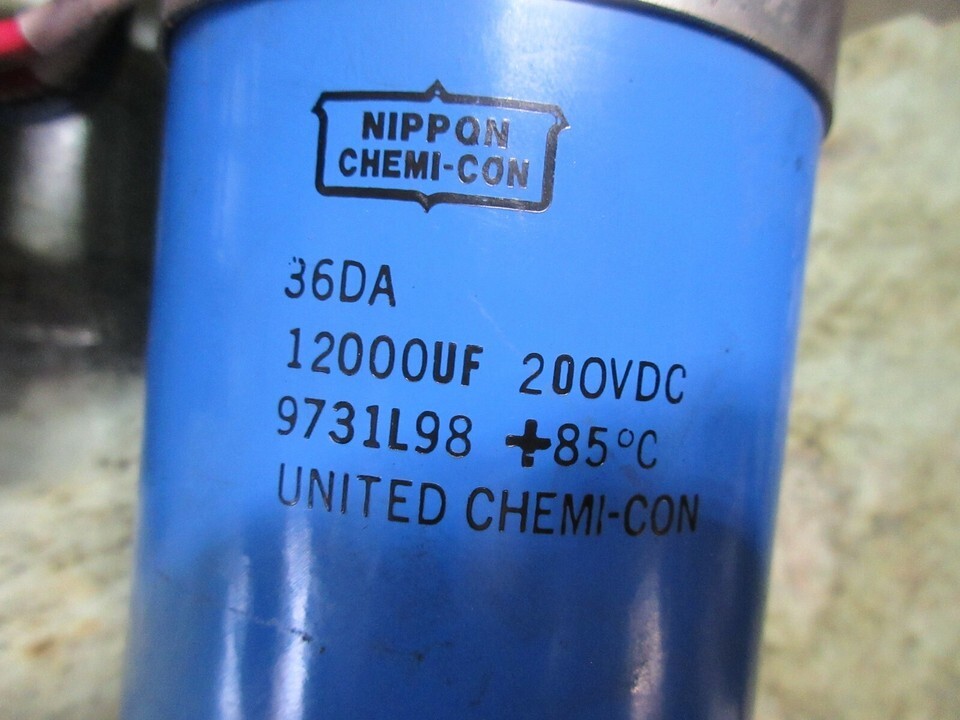 NIPPON
CHEMI-CON
36DA
12000UF 200VDC
9731L98 +85°C
UNITED CHEMI-CON